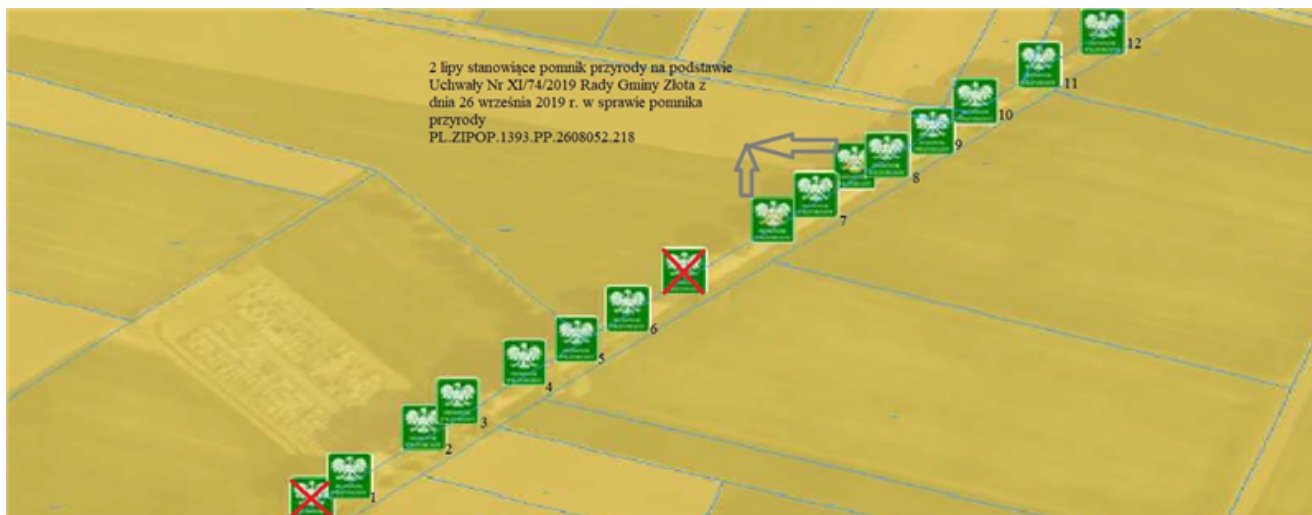 2 lipy stanowiące pomnik przyrody na podstawie
Uchwały Nr XI/74/2019 Rady Gminy Złota z
dnia 26 września 2019 r. w sprawie pomnika
przyrody
PL.ZIPOP.1393.PP.2608052.218
12
11
10
9
8
7
6
5
4
3
2
1